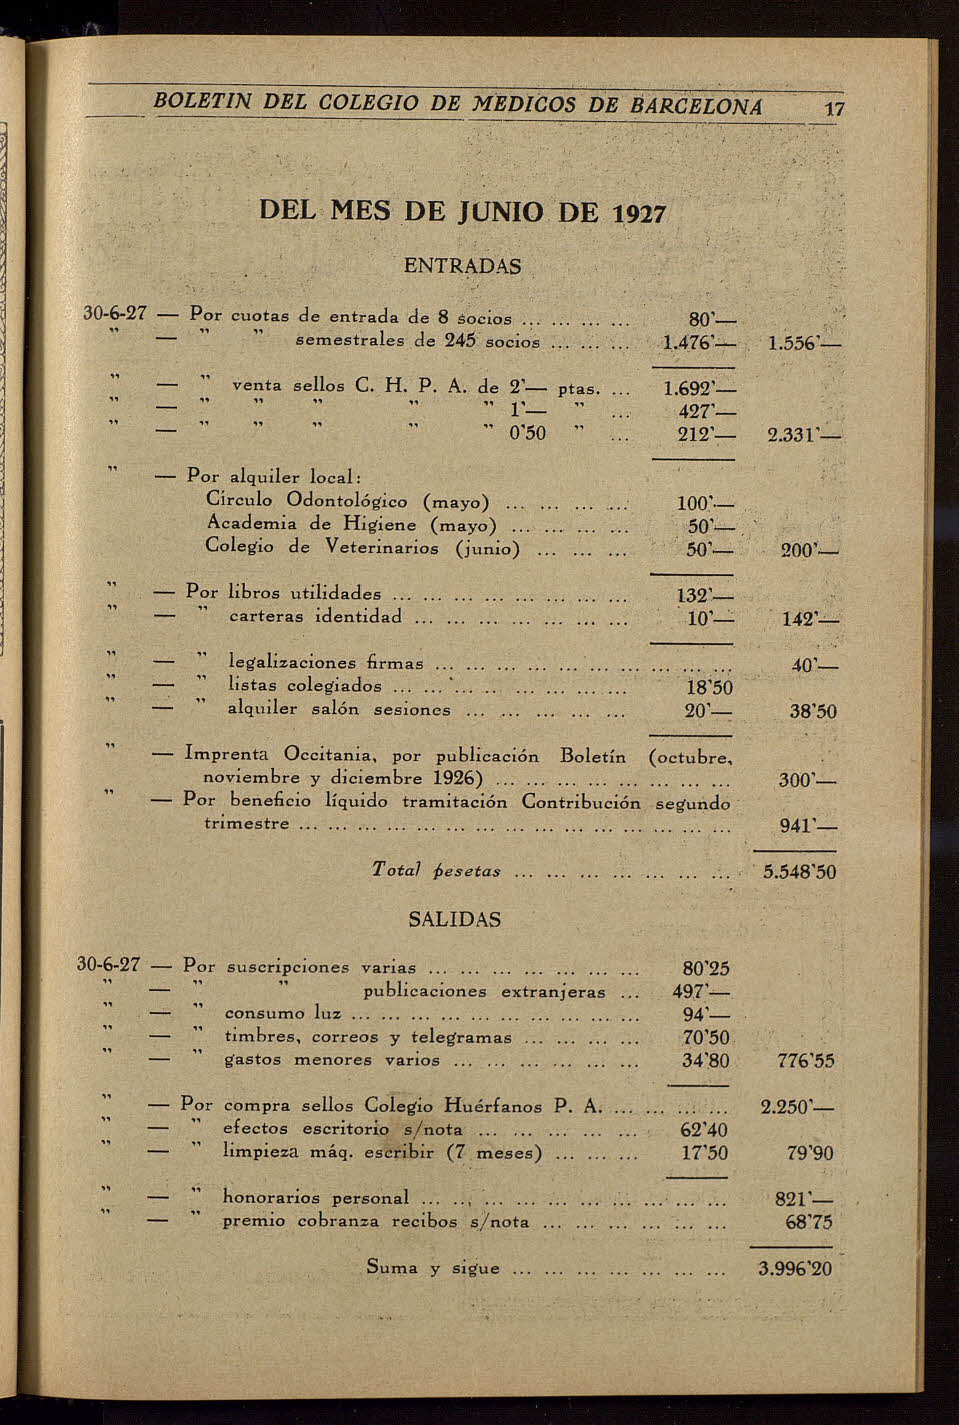 BOLETIN DEL COLEGIO DE MEDICOS DE BARCELONA 17
DEL MES DE JUNIO DE 1927
ENTRADAS
30-6-27 — Por cuotas de entrada de 8 socios ... ... ... ... 80'—
" — " " semestrales de 245 socios ... ... ... 1.476'— 1.556'—
" — " venta sellos C. H. P. A. de 2'— ptas. ... 1.692'—
" — " " " " " 1'— " ... 427'—
" — " " " " " 0'50 " ... 212'— 2.331'—
" — Por alquiler local:
Círculo Odontológico (mayo) ... ... ... ... 100'—
Academia de Higiene (mayo) ... ... ... ... 50'—
Colegio de Veterinarios (junio) ... ... ... 50'— 200'—
" — Por libros utilidades ... ... ... ... ... ... ... ... 132'—
" — " carteras identidad ... ... ... ... ... ... ... 10'— 142'—
" — " legalizaciones firmas ... ... ... ... ... ... ... ... ... ... 40'—
" — " listas colegiados ... ... ... ... ... ... ... ... 18'50
" — " alquiler salón sesiones ... ... ... ... ... 20'— 38'50
" — Imprenta Occitania, por publicación Boletín (octubre,
noviembre y diciembre 1926) ... ... ... ... ... ... ... ... 300'—
" — Por beneficio líquido tramitación Contribución segundo
trimestre ... ... ... ... ... ... ... ... ... ... ... ... ... ... ... 941'—
Total pesetas ... ... ... ... ... ... ... 5.548'50
SALIDAS
30-6-27 — Por suscripciones varias ... ... ... ... ... ... ... 80'25
" — " " publicaciones extranjeras ... 497'—
" — " consumo luz ... ... ... ... ... ... ... ... ... ... 94'—
" — " timbres, correos y telegramas ... ... ... ... 70'50
" — " gastos menores varios ... ... ... ... ... ... 34'80 776'55
" — Por compra sellos Colegio Huérfanos P. A. ... ... ... ... 2.250'—
" — " efectos escritorio s/nota ... ... ... ... ... 62'40
" — " limpieza máq. escribir (7 meses) ... ... ... 17'50 79'90
" — " honorarios personal ... ... ... ... ... ... ... ... ... ... 821'—
" — " premio cobranza recibos s/nota ... ... ... ... ... ... 68'75
Suma y sigue ... ... ... ... ... ... ... 3.996'20